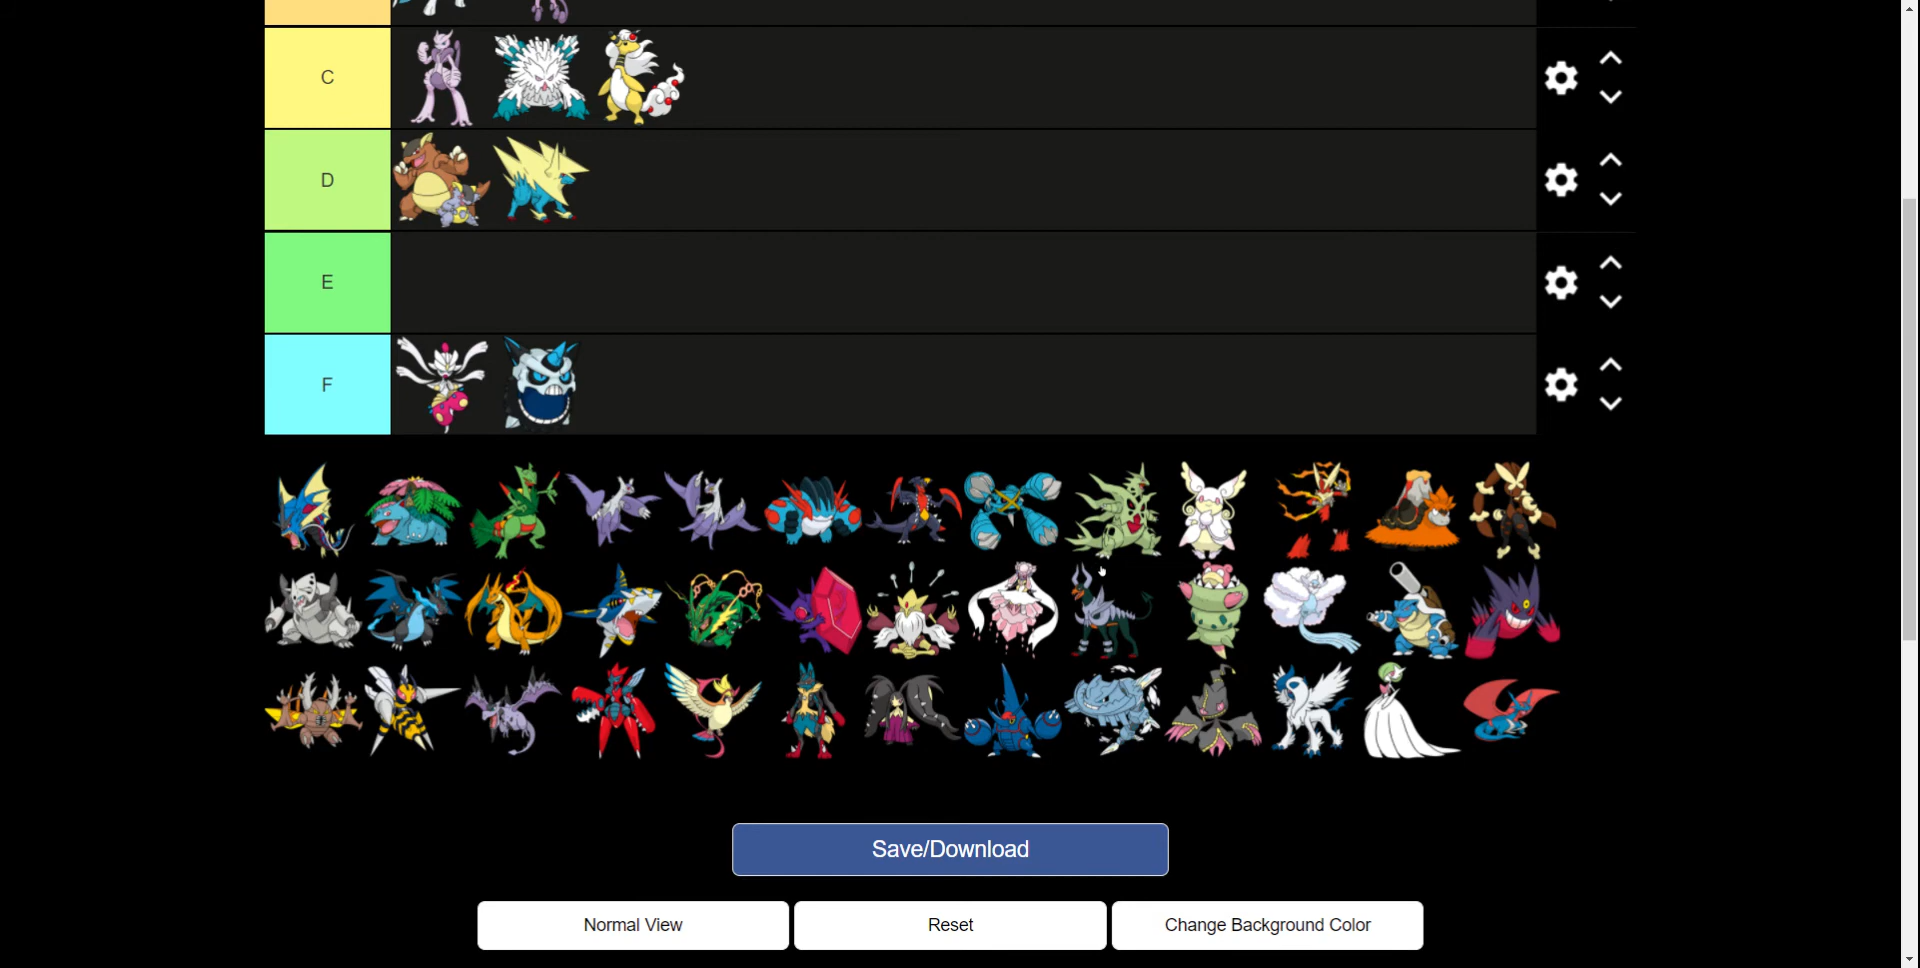 C
D
E
F
Save/Download
Normal View
Reset
Change Background Color